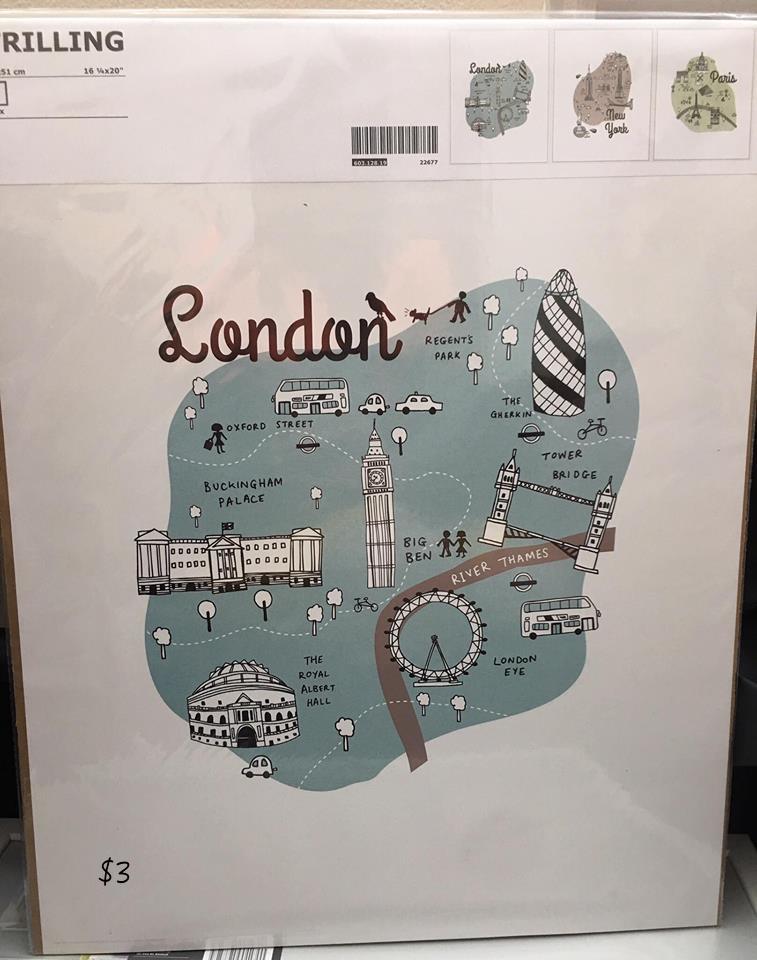 RILLING
51 cm 16 ¼x20"
603.128.19 22677
London
New
York
Paris
London
REGENT'S
PARK
THE
GHERKIN
OXFORD STREET
TOWER
BRIDGE
BUCKINGHAM
PALACE
BIG
BEN
RIVER THAMES
LONDON
EYE
THE
ROYAL
ALBERT
HALL
$3